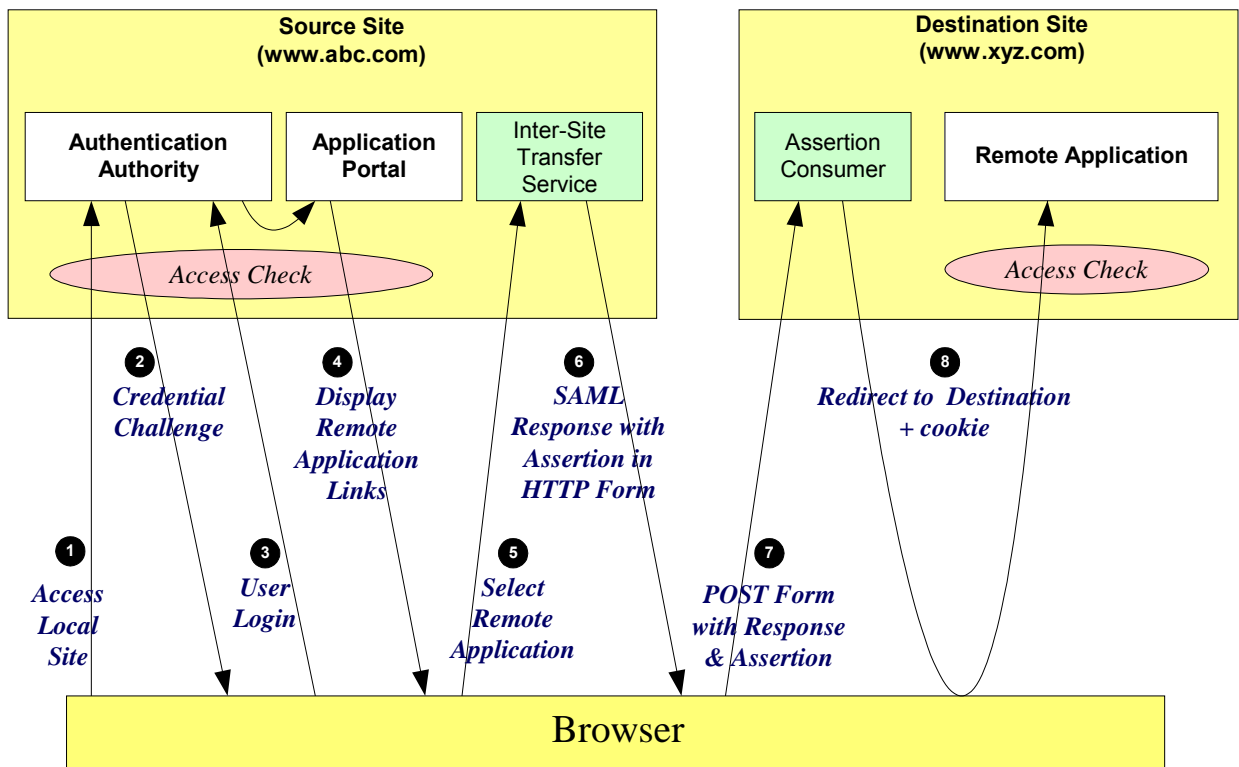 Source Site
(www.abc.com)
Destination Site
(www.xyz.com)
Authentication
Authority
Application
Portal
Inter-Site
Transfer
Service
Assertion
Consumer
Remote Application
Access Check
Access Check
2
Credential
Challenge
4
Display
Remote
Application
Links
6
SAML
Response with
Assertion in
HTTP Form
8
Redirect to Destination
+ cookie
1
Access
Local
Site
3
User
Login
5
Select
Remote
Application
7
POST Form
with Response
& Assertion
Browser